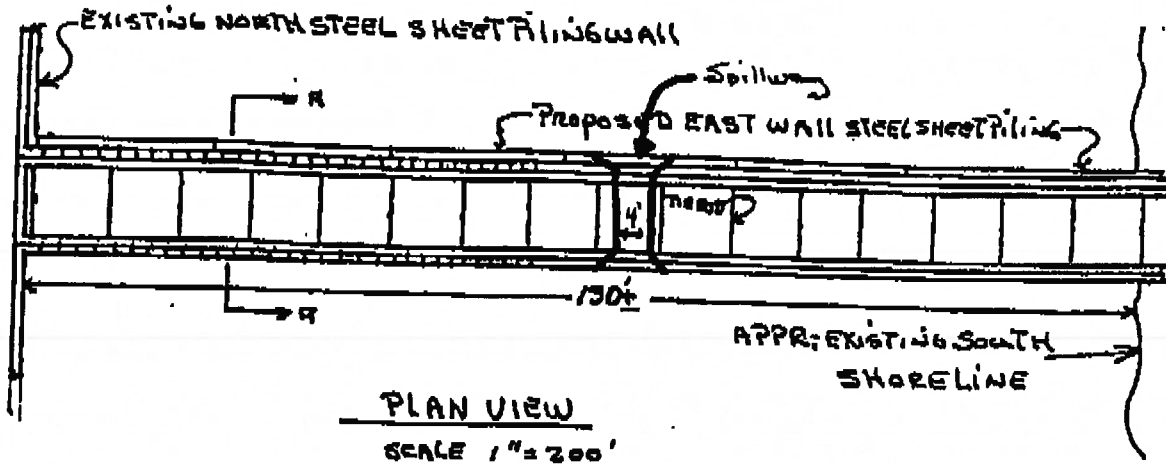 EXISTING NORTH STEEL SHEET PILING WALL
Spillway
A
PROPOSED EAST WALL STEEL SHEET PILING
4'
190'±
A
APPR. EXISTING SOUTH
SHORELINE
PLAN VIEW
SCALE 1"=200'